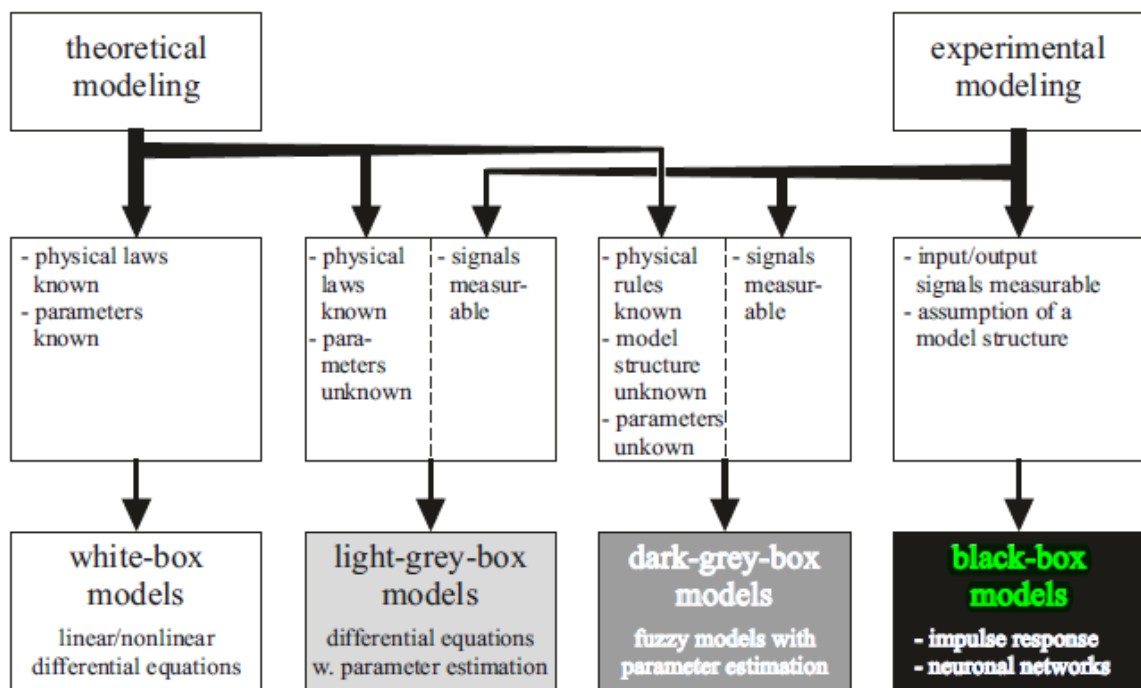 theoretical
modeling
experimental
modeling
- physical laws
known
- parameters
known
- physical
laws
known
- para-
meters
unknown
- signals
measur-
able
- physical
rules
known
- model
structure
unknown
- parameters
unkown
- signals
measur-
able
- input/output
signals measurable
- assumption of a
model structure
white-box
models
linear/nonlinear
differential equations
light-grey-box
models
differential equations
w. parameter estimation
dark-grey-box
models
fuzzy models with
parameter estimation
black-box
models
- impulse response
- neuronal networks